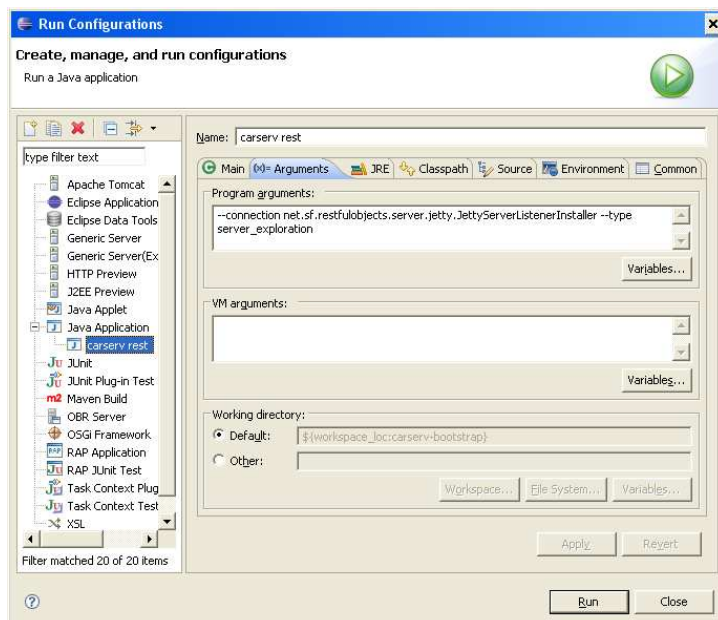 Run Configurations
Create, manage, and run configurations
Run a Java application
type filter text
Apache Tomcat
Eclipse Application
Eclipse Data Tools
Generic Server
Generic Server(Ex
HTTP Preview
J2EE Preview
Java Applet
Java Application
carserv rest
JUnit
JUnit Plug-in Test
m2 Maven Build
OBR Server
OSGi Framework
RAP Application
RAP JUnit Test
Task Context Plug
Task Context Test
XSL
Filter matched 20 of 20 items
Name: carserv rest
Main (x)= Arguments JRE Classpath Source Environment Common
Program arguments:
--connection net.sf.restfulobjects.server.jetty.JettyServerListenerInstaller --type
server_exploration
Variables...
VM arguments:
Variables...
Working directory:
Default: ${workspace_loc:carserv-bootstrap}
Other:
Workspace... File System... Variables...
Apply Revert
Run Close